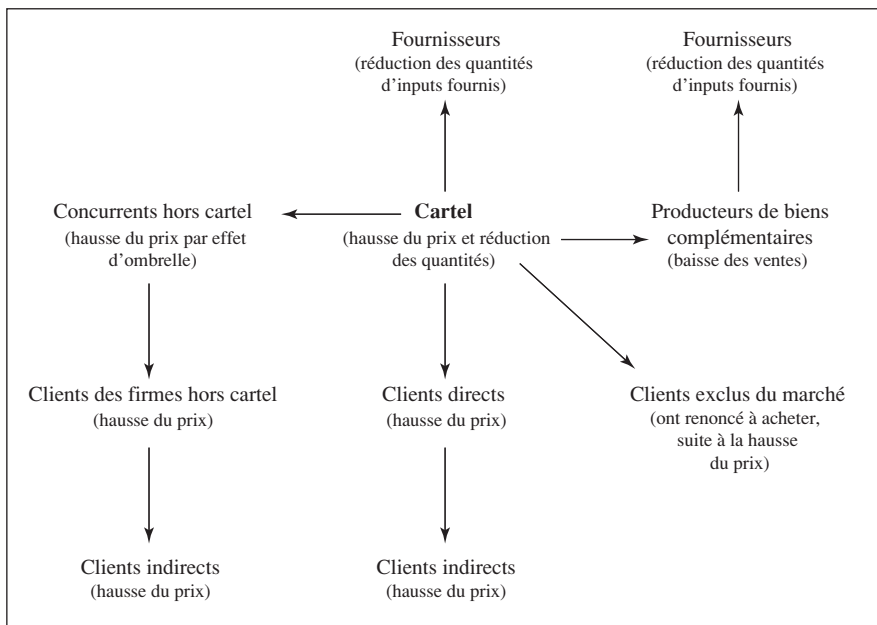 Fournisseurs
(réduction des quantités
d’inputs fournis)
Fournisseurs
(réduction des quantités
d’inputs fournis)
Concurrents hors cartel
(hausse du prix par effet
d’ombrelle)
Cartel
(hausse du prix et réduction
des quantités)
Producteurs de biens
complémentaires
(baisse des ventes)
Clients des firmes hors cartel
(hausse du prix)
Clients directs
(hausse du prix)
Clients exclus du marché
(ont renoncé à acheter,
suite à la hausse
du prix)
Clients indirects
(hausse du prix)
Clients indirects
(hausse du prix)